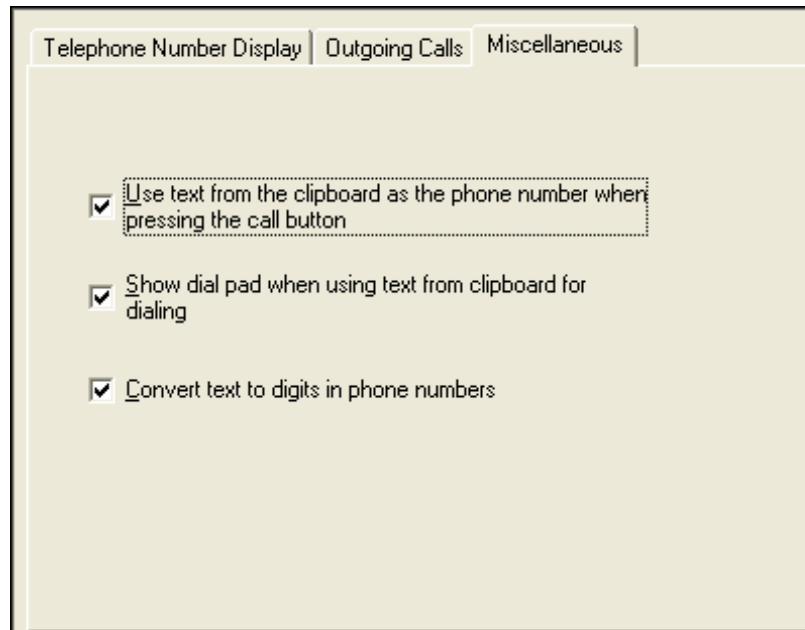 Telephone Number Display Outgoing Calls Miscellaneous
Use text from the clipboard as the phone number when
pressing the call button
Show dial pad when using text from clipboard for
dialing
Convert text to digits in phone numbers